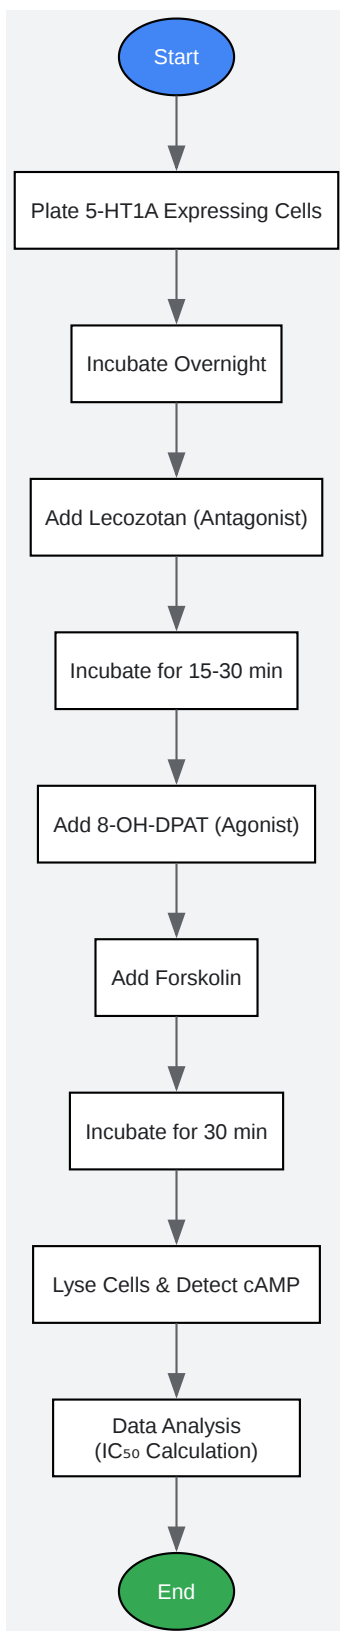 Start
Plate 5-HT1A Expressing Cells
Incubate Overnight
Add Lecozotan (Antagonist)
Incubate for 15-30 min
Add 8-OH-DPAT (Agonist)
Add Forskolin
Incubate for 30 min
Lyse Cells & Detect cAMP
Data Analysis
(IC₅₀ Calculation)
End